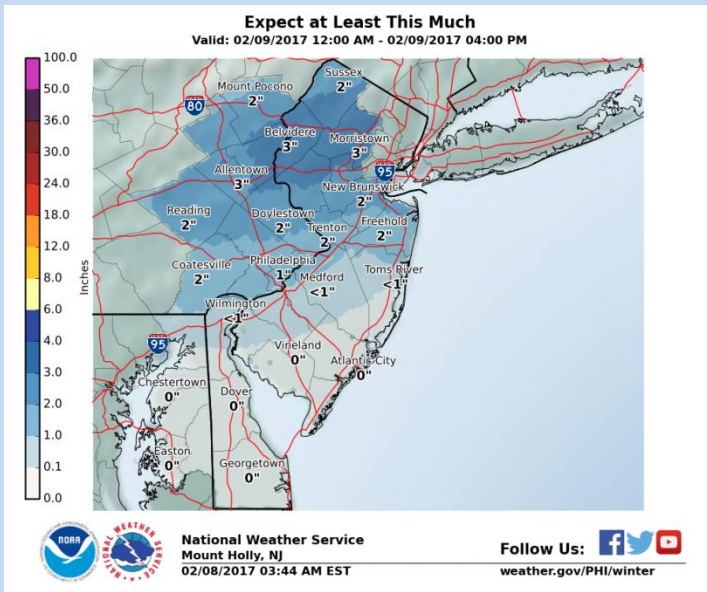 Expect at Least This Much
Valid: 02/09/2017 12:00 AM - 02/09/2017 04:00 PM
100.0
50.0
36.0
30.0
24.0
18.0
12.0
8.0
6.0
4.0
3.0
2.0
1.0
0.1
0.0
Inches
Sussex
2"
Mount Pocono
2"
80
Belvidere
3"
Morristown
3"
Allentown
3"
95
New Brunswick
2"
Reading
2"
Doylestown
2"
Trenton
2"
Freehold
2"
Coatesville
2"
Philadelphia
1"
Medford
<1"
Toms River
<1"
Wilmington
<1"
95
Vineland
0"
Atlantic City
0"
Chestertown
0"
Dover
0"
Easton
0"
Georgetown
0"
NOAA
NATIONAL WEATHER SERVICE
National Weather Service
Mount Holly, NJ
02/08/2017 03:44 AM EST
Follow Us:
weather.gov/PHI/winter